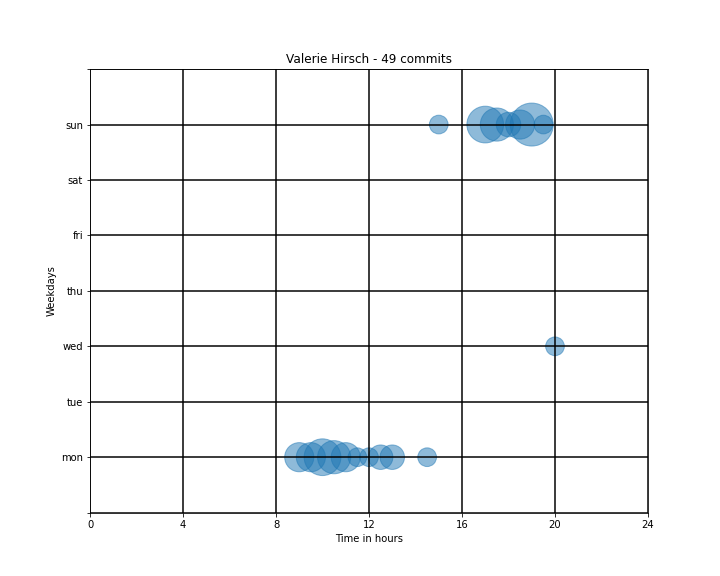 Valerie Hirsch - 49 commits
Weekdays
sun
sat
fri
thu
wed
tue
mon
0 4 8 12 16 20 24
Time in hours